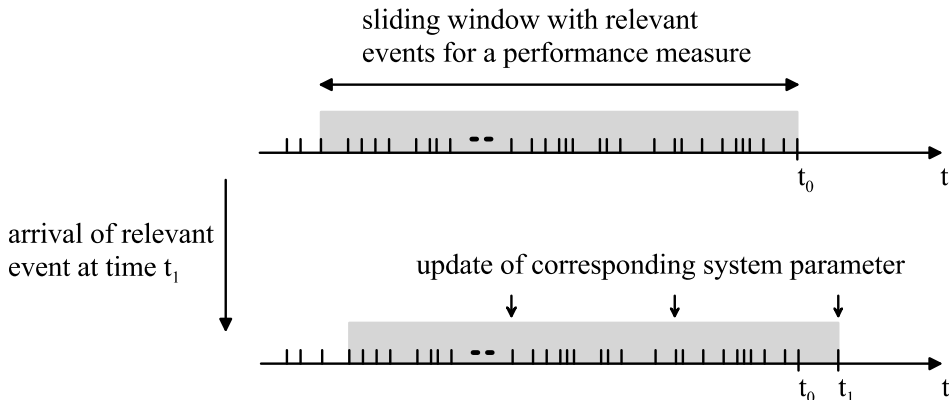 sliding window with relevant
events for a performance measure
t₀
t
arrival of relevant
event at time t₁
update of corresponding system parameter
t₀
t₁
t